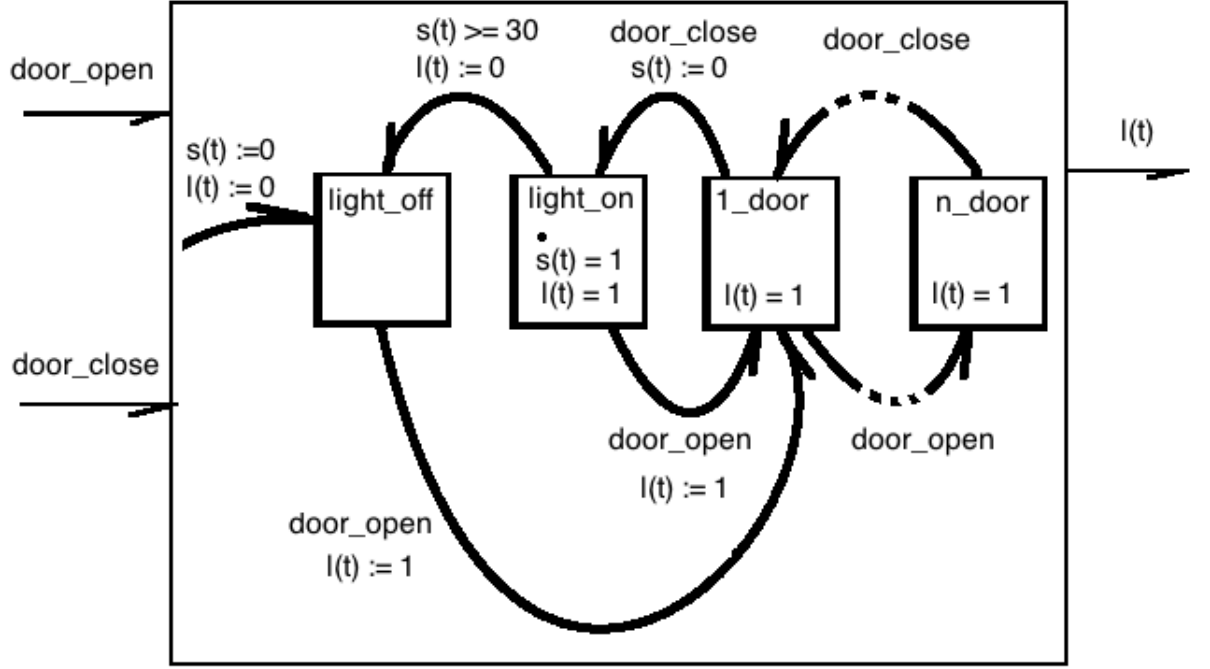 s(t) >= 30
l(t) := 0
door_close
s(t) := 0
door_close
door_open
l(t)
s(t) :=0
l(t) := 0
light_off
light_on
s(t) = 1
l(t) = 1
1_door
l(t) = 1
n_door
l(t) = 1
door_close
door_open
l(t) := 1
door_open
door_open
l(t) := 1